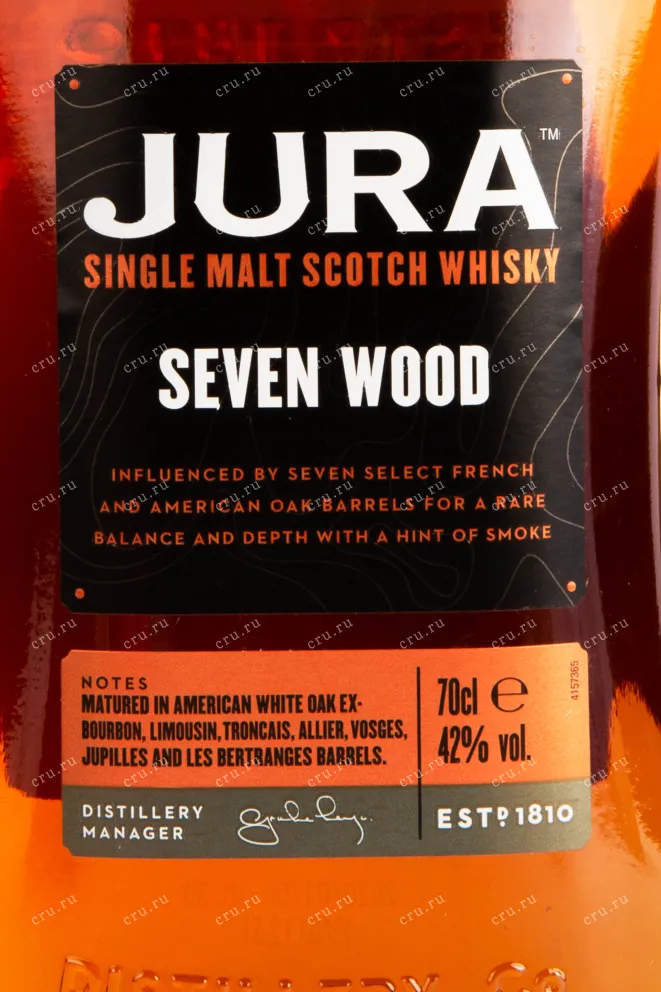 JURA™
SINGLE MALT SCOTCH WHISKY
SEVEN WOOD
INFLUENCED BY SEVEN SELECT FRENCH
AND AMERICAN OAK BARRELS FOR A RARE
BALANCE AND DEPTH WITH A HINT OF SMOKE
NOTES
MATURED IN AMERICAN WHITE OAK EX-
BOURBON, LIMOUSIN, TRONCAIS, ALLIER, VOSGES,
JUPILLES AND LES BERTRANGES BARRELS.
70cl e
42% vol.
4157365
DISTILLERY
MANAGER
ESTD 1810
DISTILLERY CO
cru.ru